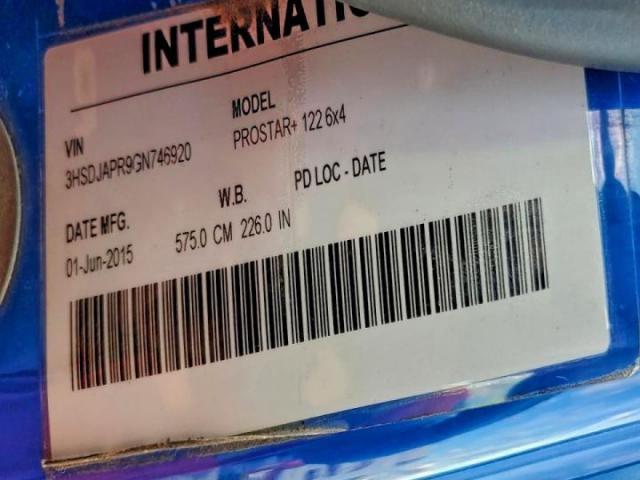 INTERNATIO
VIN
3HSDJAPR9GN746920
MODEL
PROSTAR+ 122 6x4
DATE MFG.
01-Jun-2015
W.B.
575.0 CM 226.0 IN
PD LOC - DATE